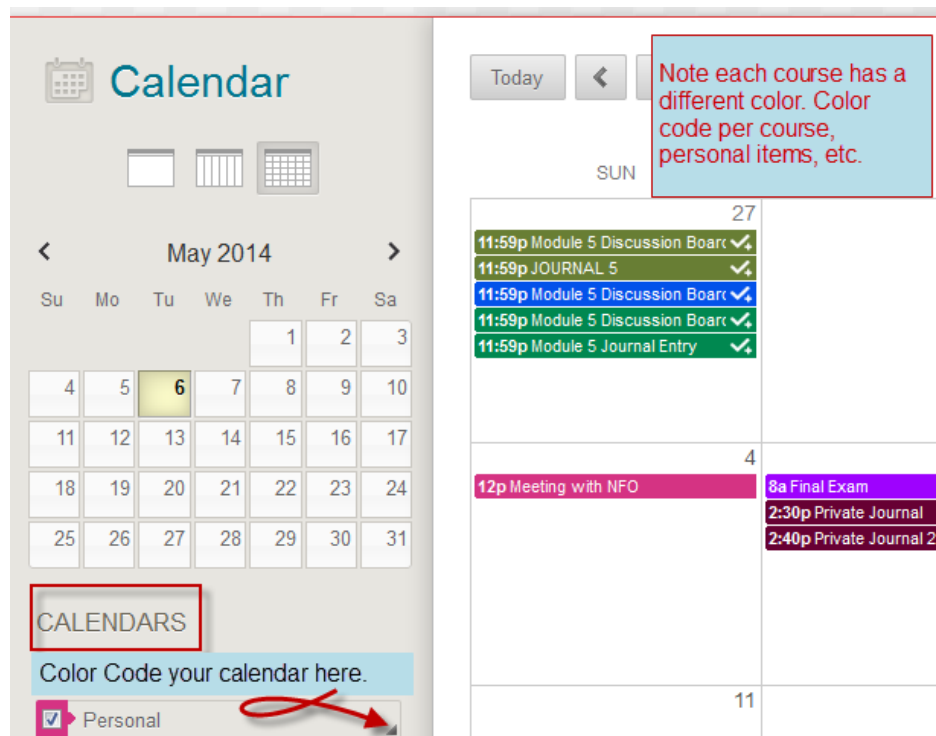 Calendar
May 2014
Su Mo Tu We Th Fr Sa
1 2 3
4 5 6 7 8 9 10
11 12 13 14 15 16 17
18 19 20 21 22 23 24
25 26 27 28 29 30 31
CALENDARS
Color Code your calendar here.
Personal
Today
Note each course has a
different color. Color
code per course,
personal items, etc.
SUN
27
11:59p Module 5 Discussion Board
11:59p JOURNAL 5
11:59p Module 5 Discussion Board
11:59p Module 5 Discussion Board
11:59p Module 5 Journal Entry
4
12p Meeting with NFO
8a Final Exam
2:30p Private Journal
2:40p Private Journal 2
11